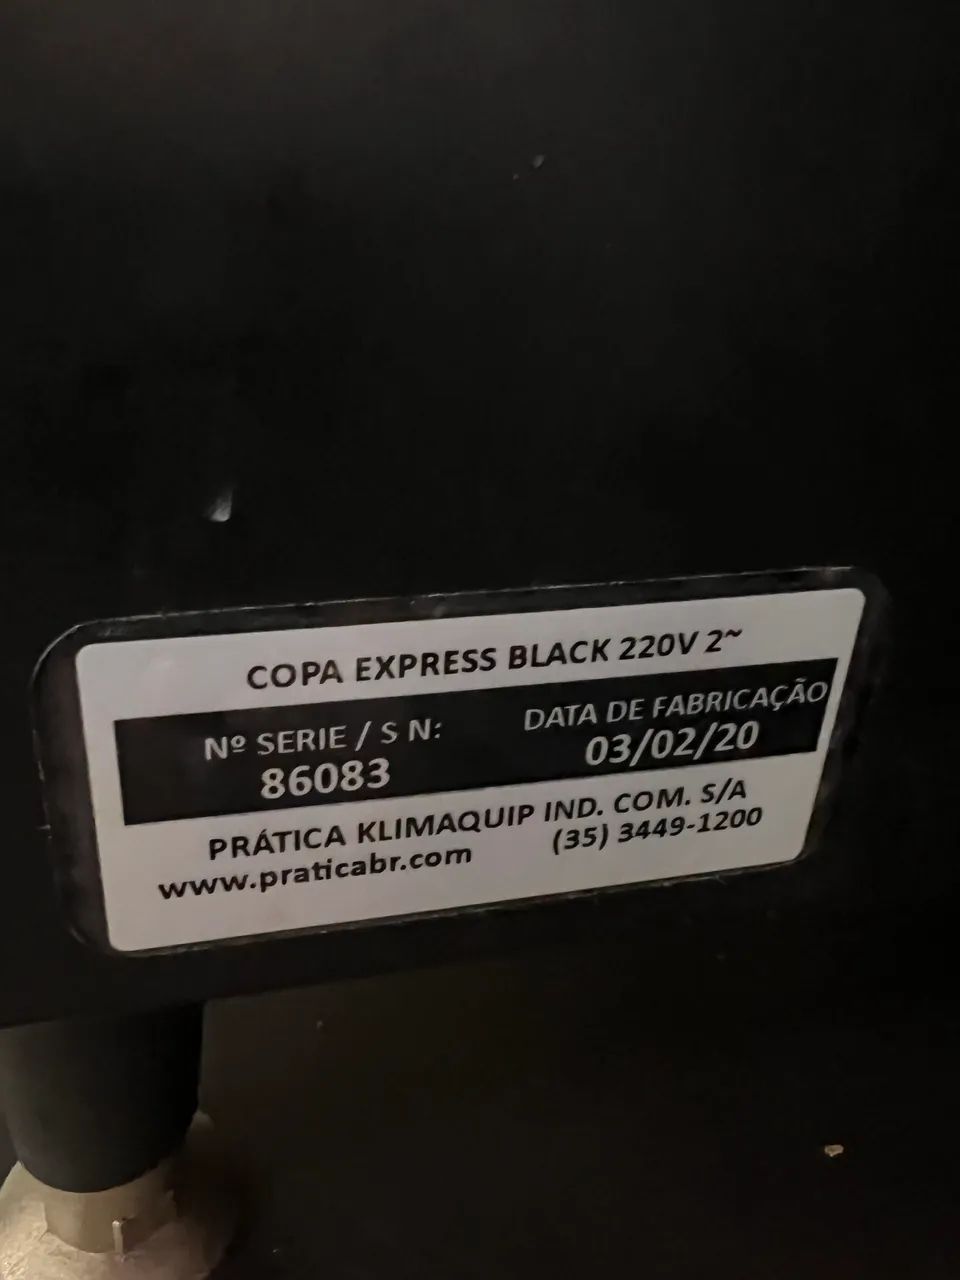 COPA EXPRESS BLACK 220V 2~
Nº SERIE / S N:
86083
DATA DE FABRICAÇÃO
03/02/20
PRÁTICA KLIMAQUIP IND. COM. S/A
www.praticabr.com (35) 3449-1200